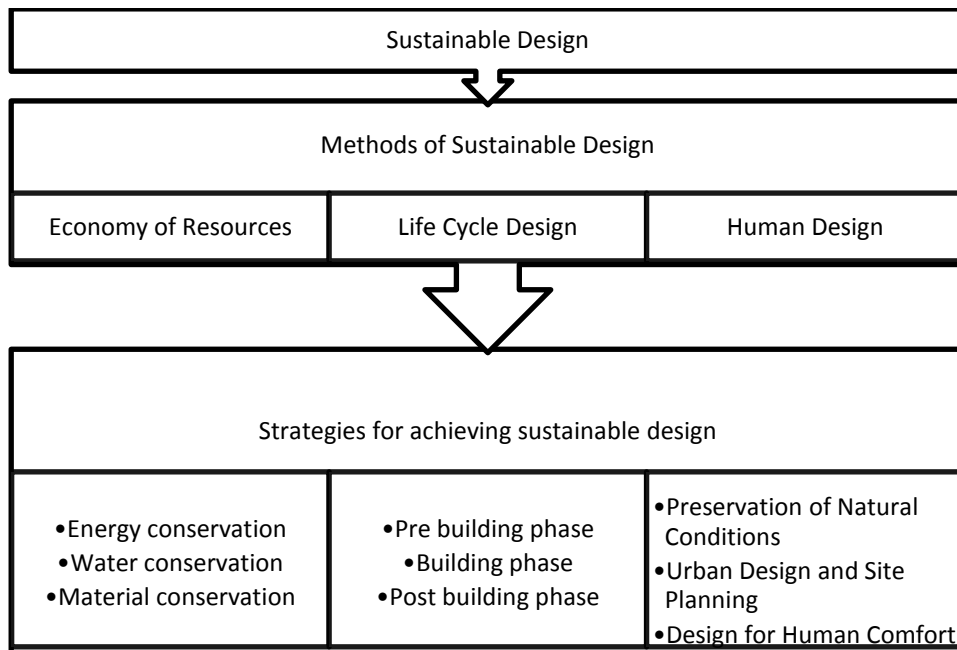 Sustainable Design
Methods of Sustainable Design
Economy of Resources
Life Cycle Design
Human Design
Strategies for achieving sustainable design
•Energy conservation
•Water conservation
•Material conservation
•Pre building phase
•Building phase
•Post building phase
•Preservation of Natural
Conditions
•Urban Design and Site
Planning
•Design for Human Comfort